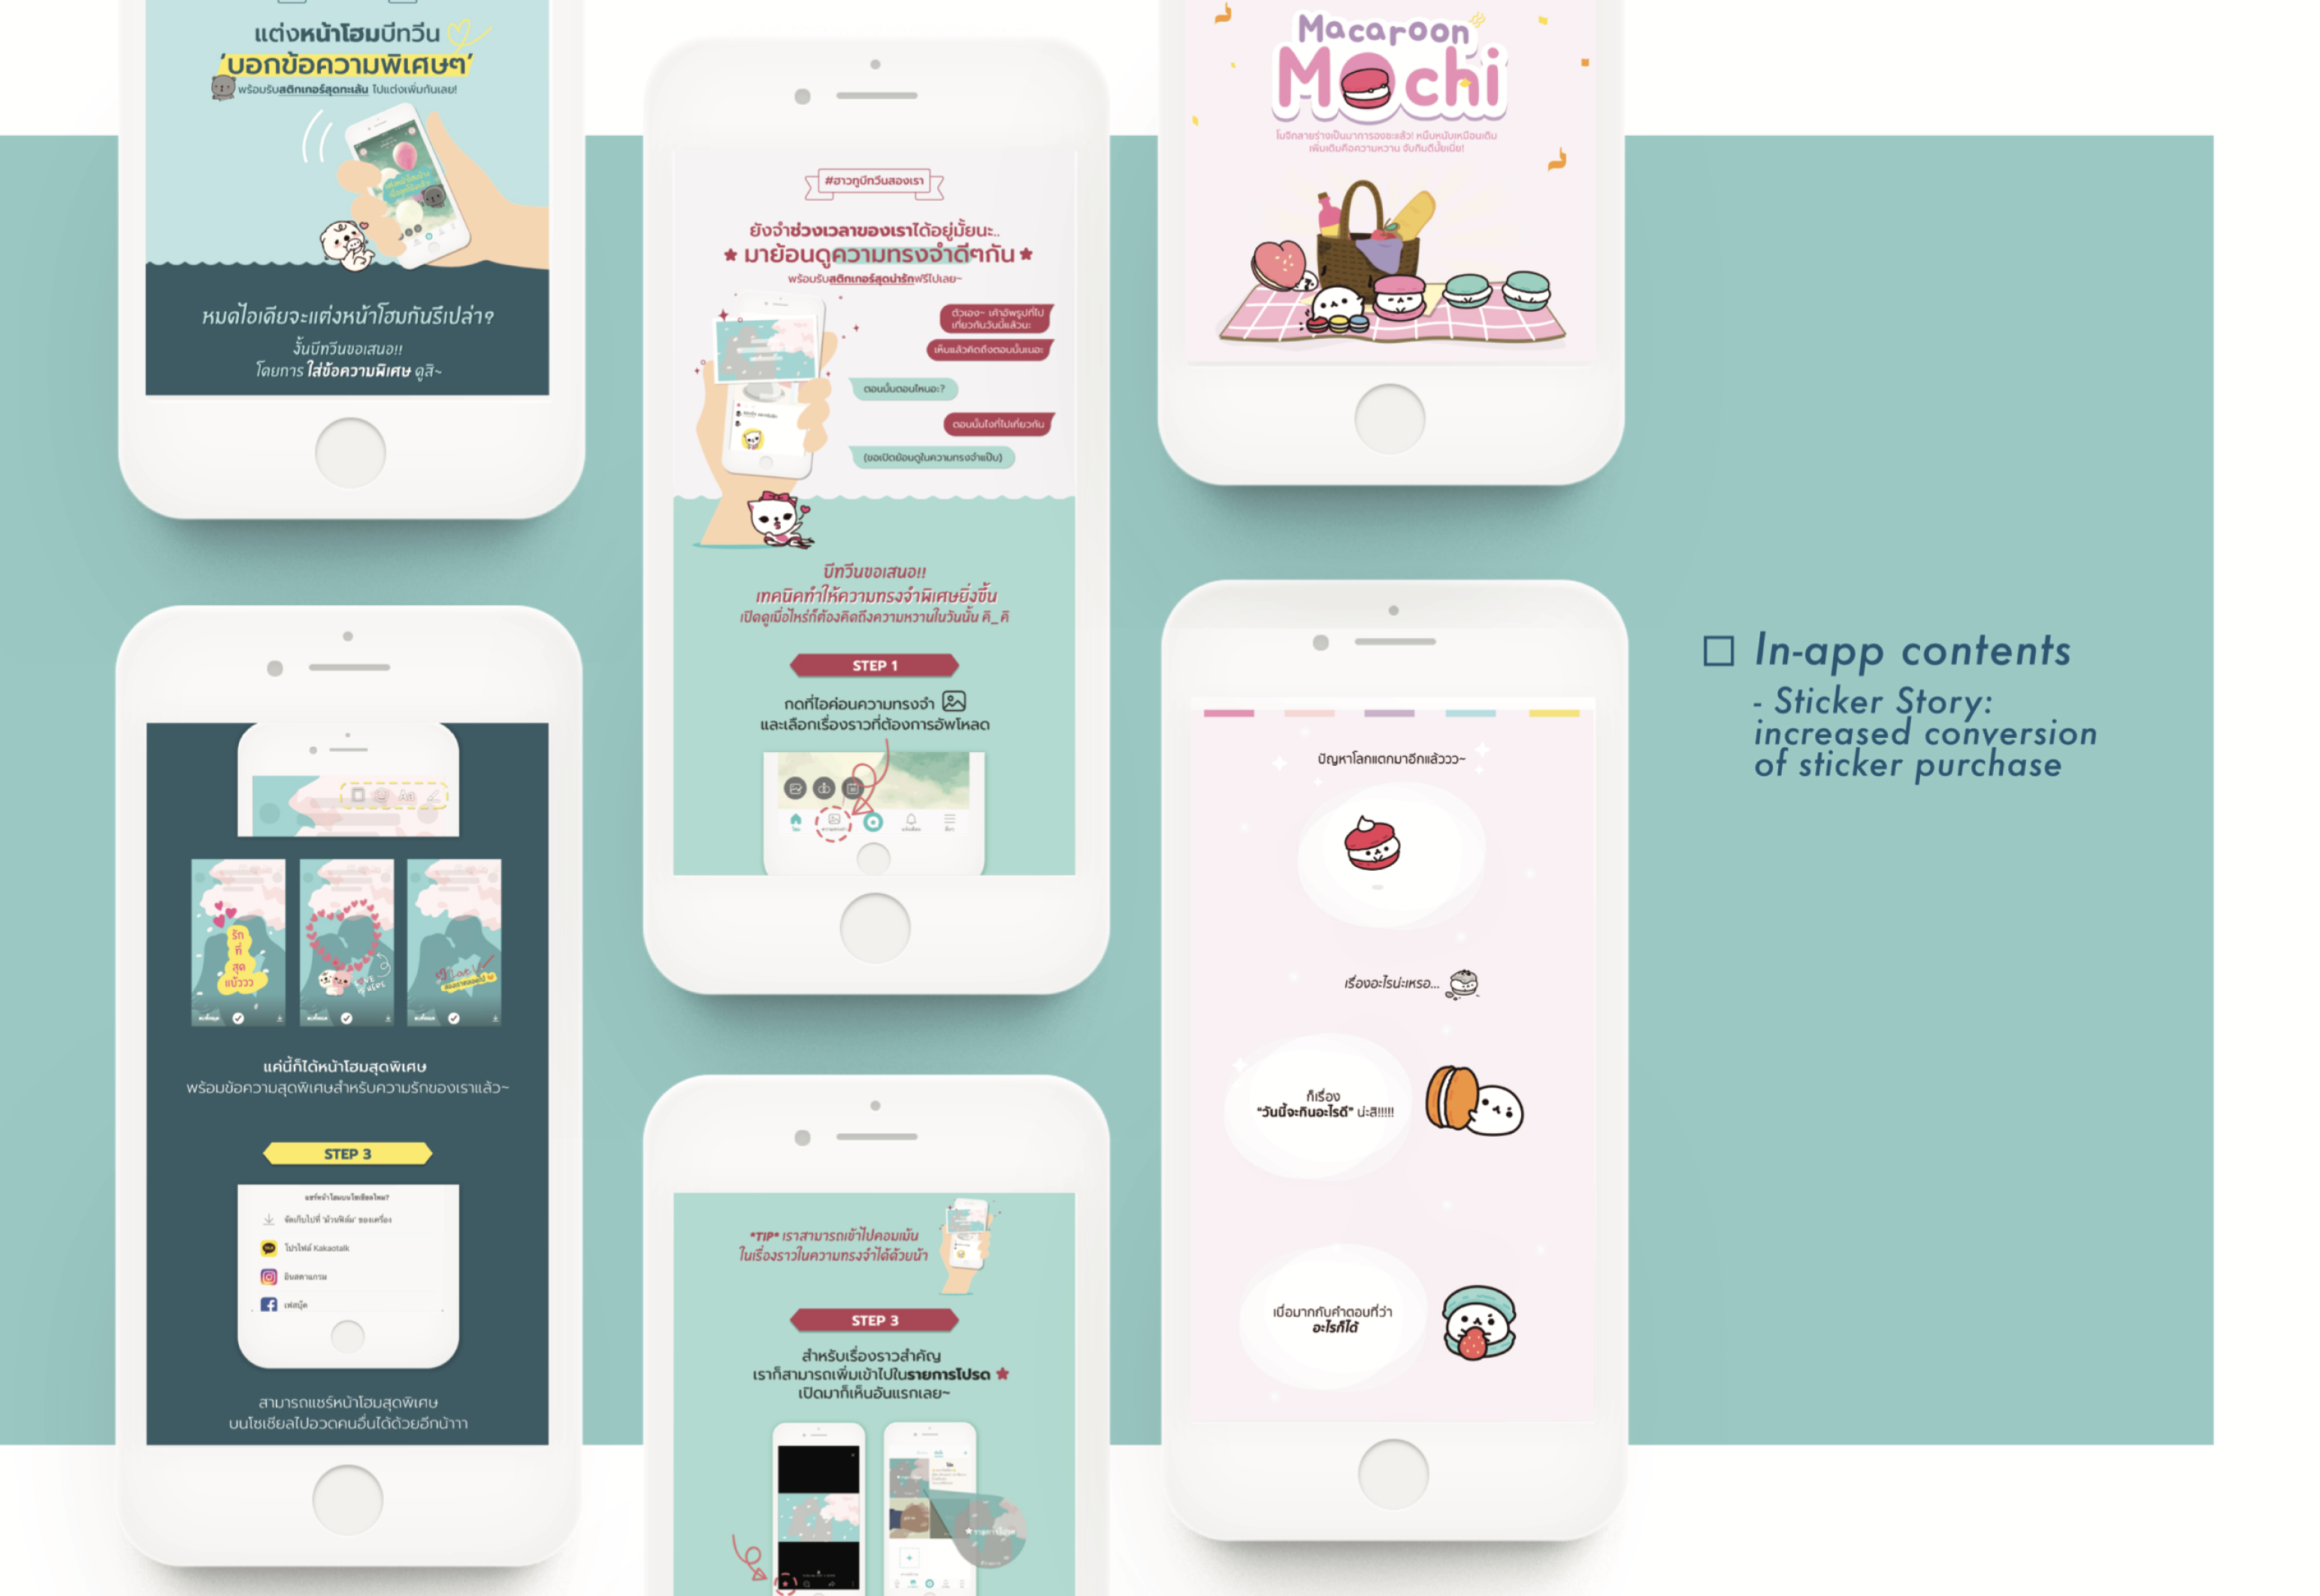 แต่งหน้าโฮมบีทวีน
‘บอกข้อความพิเศษๆ’
พร้อมรับสติกเกอร์สุดทะเล้น ไปแต่งเพิ่มกันเลย!
หมดไอเดียจะแต่งหน้าโฮมกันรึเปล่า?
งั้นบีทวีนขอเสนอ!!
โดยการ ใส่ข้อความพิเศษ ดูสิ~
Aa
รัก
ที่
สุด
แบ้ววว
แค่นี้ก็ได้หน้าโฮมสุดพิเศษ
พร้อมข้อความสุดพิเศษสำหรับความรักของเราแล้ว~
STEP 3
แชร์หน้าโฮมบนโซเชียลไหม?
จัดเก็บไปที่ 'ม้วนฟิล์ม' ของเครื่อง
โปรไฟล์ Kakaotalk
อินสตาแกรม
เฟสบุ๊ค
สามารถแชร์หน้าโฮมสุดพิเศษ
บนโซเชียลไปอวดคนอื่นได้ด้วยอีกน้าาา
#ฮาวทูบีทวีนสองเรา
ยังจำช่วงเวลาของเราได้อยู่มั้ยนะ..
★ มาย้อนดูความทรงจำดีๆกัน ★
พร้อมรับสติกเกอร์สุดน่ารักฟรีไปเลย~
ตัวเอง~ เค้าอัพรูปที่ไป
เที่ยวกันวันนี้แล้วนะ
เห็นแล้วคิดถึงตอนนั้นเนอะ
ตอนนั้นตอนไหนอะ?
ตอนนั้นไงที่ไปเที่ยวกัน
(ขอเปิดย้อนดูในความทรงจำแป๊บ)
บีทวีนขอเสนอ!!
เทคนิคทำให้ความทรงจำพิเศษยิ่งขึ้น
เปิดดูเมื่อไหร่ก็ต้องคิดถึงความหวานในวันนั้น คิ_คิ
STEP 1
กดที่ไอค่อนความทรงจำ
และเลือกเรื่องราวที่ต้องการอัพโหลด
*TIP* เราสามารถเข้าไปคอมเม้น
ในเรื่องราวในความทรงจำได้ด้วยน้า
STEP 3
สำหรับเรื่องราวสำคัญ
เราก็สามารถเพิ่มเข้าไปในรายการโปรด ★
เปิดมาก็เห็นอันแรกเลย~
Macaroon
Mochi
โมจิกลายร่างเป็นมาการองซะแล้ว! หนึบหนับเหมือนเดิม
เพิ่มเติมคือความหวาน จับกินดีมั้ยเนี่ย!
ปัญหาโลกแตกมาอีกแล้ววว~
เรื่องอะไรน่ะเหรอ...
ก็เรื่อง
“วันนี้จะกินอะไรดี” น่ะสิ!!!!!
เบื่อมากกับคำตอบที่ว่า
อะไรก็ได้
In-app contents
- Sticker Story:
increased conversion
of sticker purchase